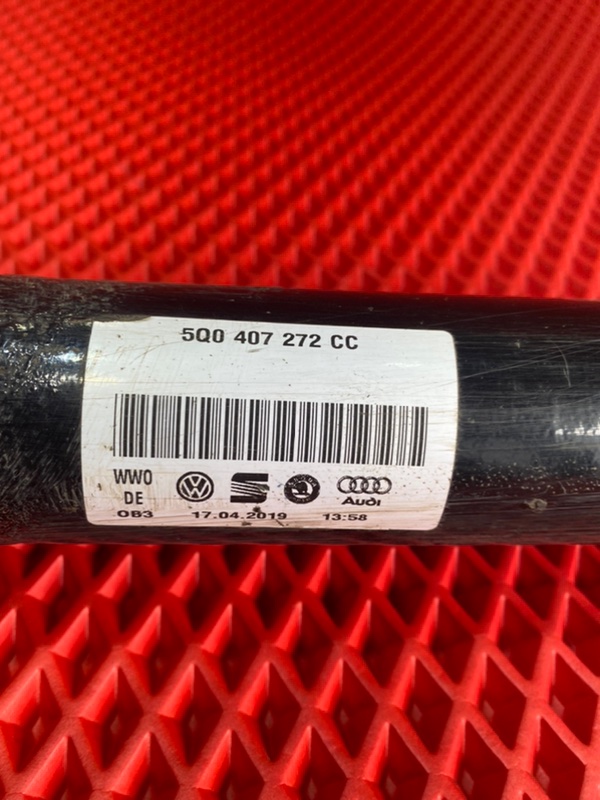 5Q0 407 272 CC
WWO
DE
OB3 17.04.2019 13:58
Audi